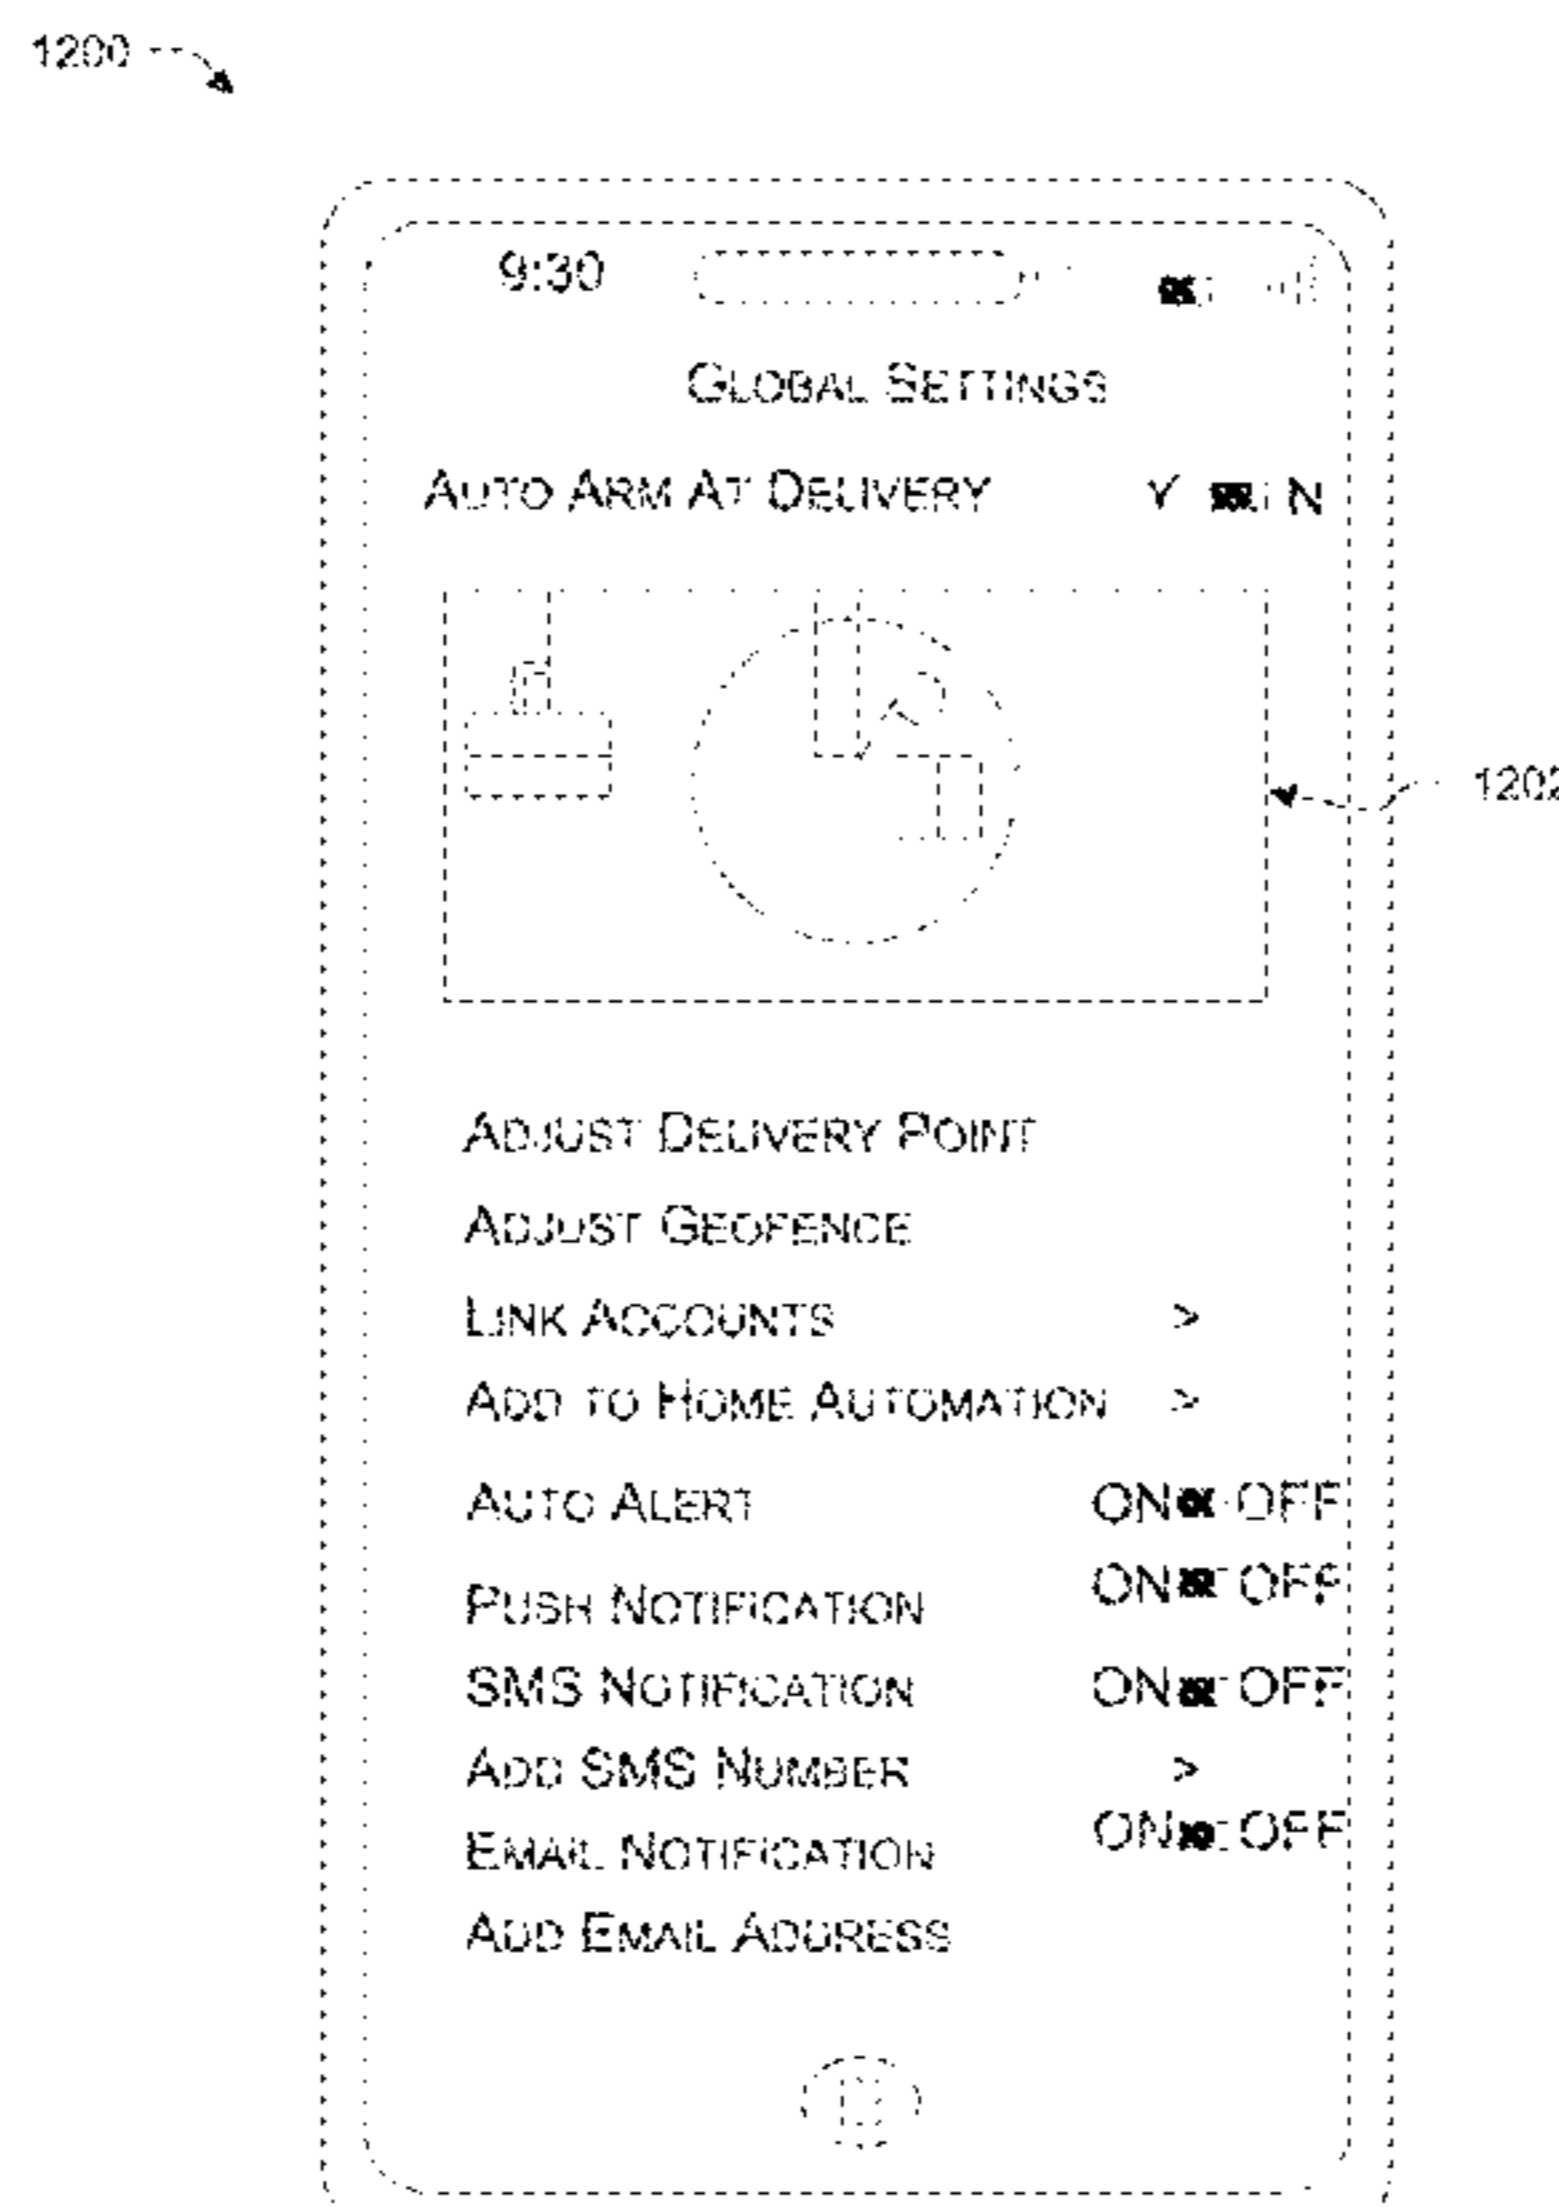 1200
9:30
GLOBAL SETTINGS
AUTO ARM AT DELIVERY Y N
1202
ADJUST DELIVERY POINT
ADJUST GEOFENCE
LINK ACCOUNTS >
ADD TO HOME AUTOMATION >
AUTO ALERT ON OFF
PUSH NOTIFICATION ON OFF
SMS NOTIFICATION ON OFF
ADD SMS NUMBER >
EMAIL NOTIFICATION ON OFF
ADD EMAIL ADDRESS